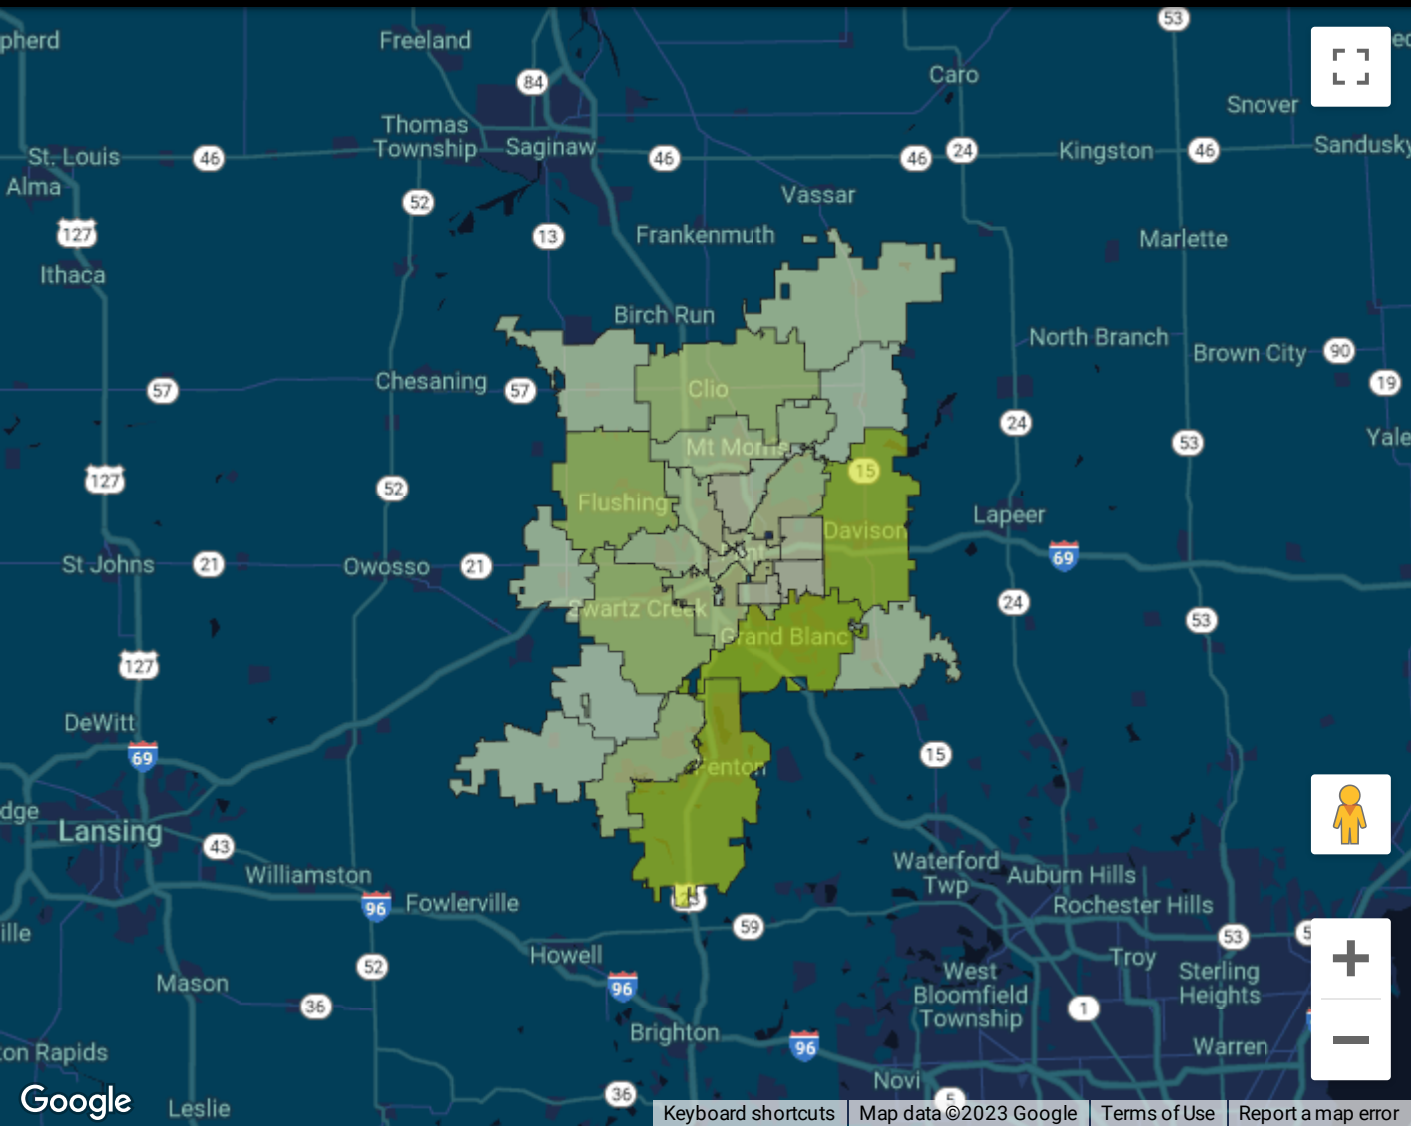 53
pherd
Freeland
Caro
84
Snover
Thomas
Township
Saginaw
St. Louis
46
46
46
24
Kingston
46
Sandusky
Alma
Vassar
52
127
13
Frankenmuth
Marlette
Ithaca
Birch Run
North Branch
Brown City
90
Chesaning
57
57
Clio
19
24
Yale
Mt Morris
53
127
15
52
Flushing
Lapeer
Davison
St Johns
21
Owosso
21
69
24
Swartz Creek
53
Grand Blanc
127
DeWitt
69
15
Fenton
dge
Lansing
43
Waterford
Twp
Auburn Hills
Williamston
96
Fowlerville
Rochester Hills
59
ille
53
5
Howell
Troy
52
West
Bloomfield
Township
Sterling
Heights
Mason
96
36
1
Brighton
96
Warren
ton Rapids
Novi
36
5
Google
Leslie
Keyboard shortcuts
Map data ©2023 Google
Terms of Use
Report a map error